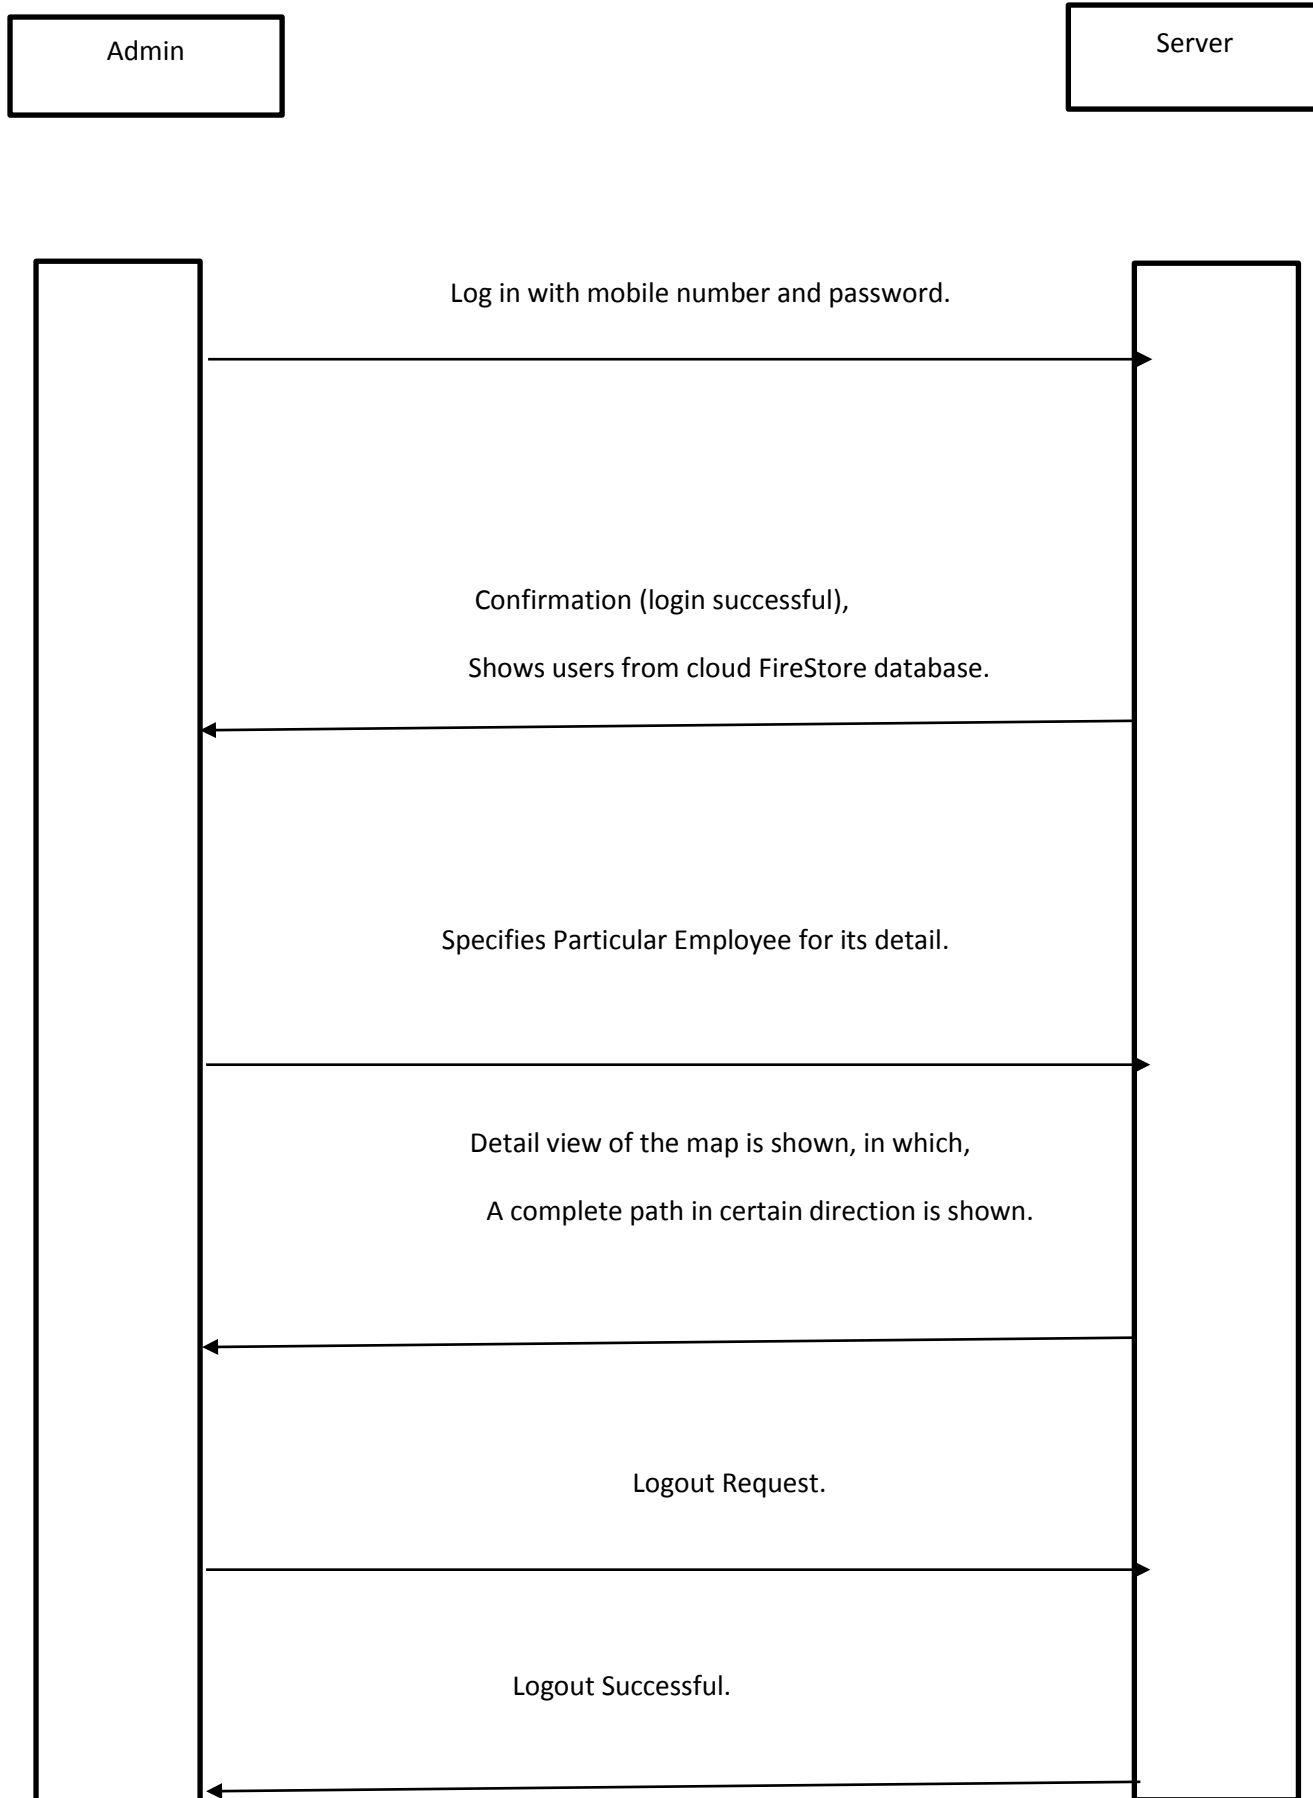 Admin
Server
Log in with mobile number and password.
Confirmation (login successful),
Shows users from cloud FireStore database.
Specifies Particular Employee for its detail.
Detail view of the map is shown, in which,
A complete path in certain direction is shown.
Logout Request.
Logout Successful.